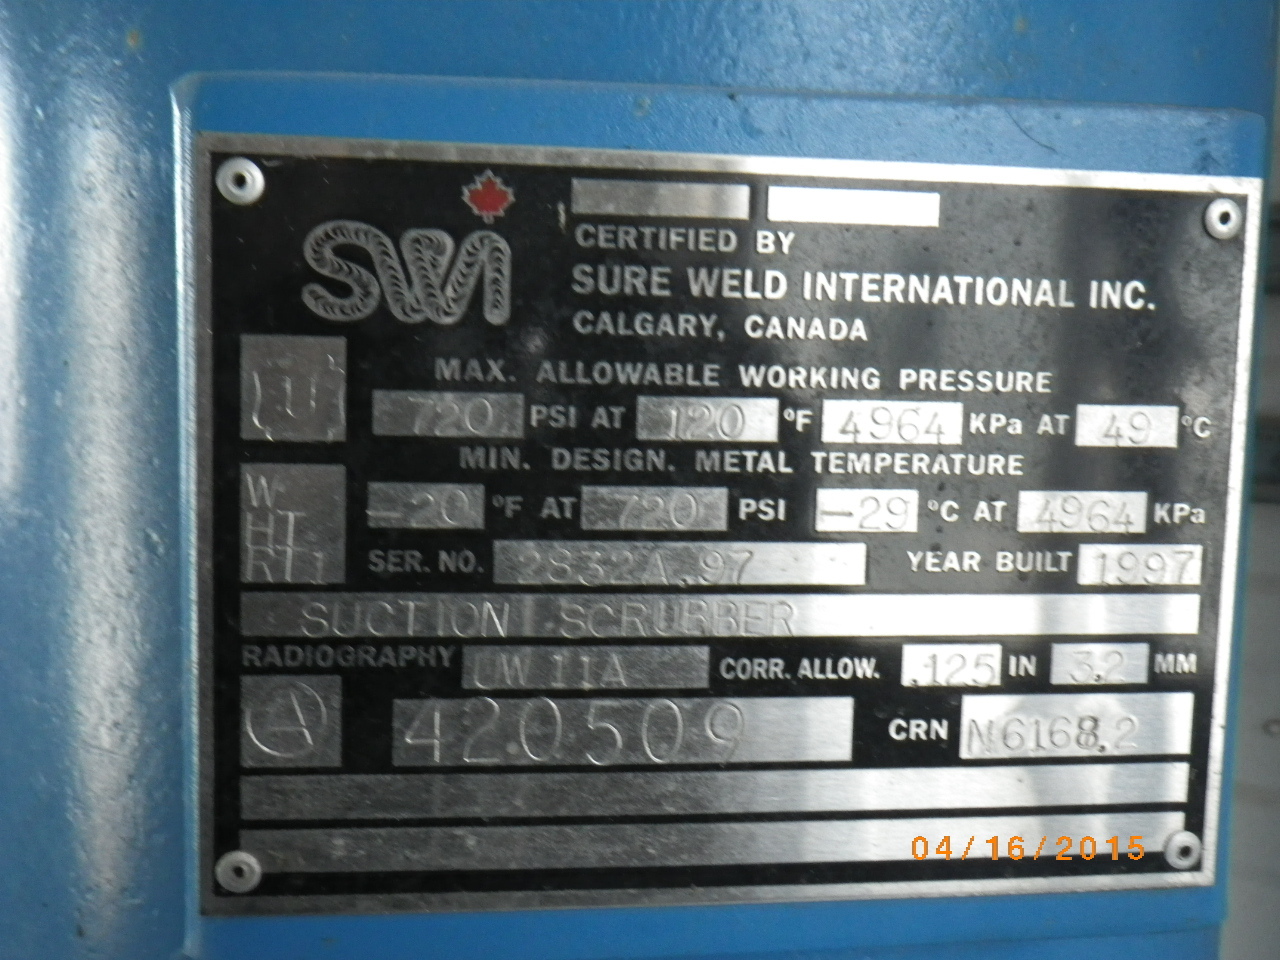 SWI
CERTIFIED BY
SURE WELD INTERNATIONAL INC.
CALGARY, CANADA
U
MAX. ALLOWABLE WORKING PRESSURE
720 PSI AT 120 °F 4964 KPa AT 49 °C
MIN. DESIGN. METAL TEMPERATURE
W
HT
RT1
-20 °F AT 720 PSI -29 °C AT 4964 KPa
SER. NO. 2832A.97 YEAR BUILT 1997
SUCTION SCRUBBER
RADIOGRAPHY UW 11A CORR. ALLOW. .125 IN 3.2 MM
A 420509 CRN N6168.2
04/16/2015